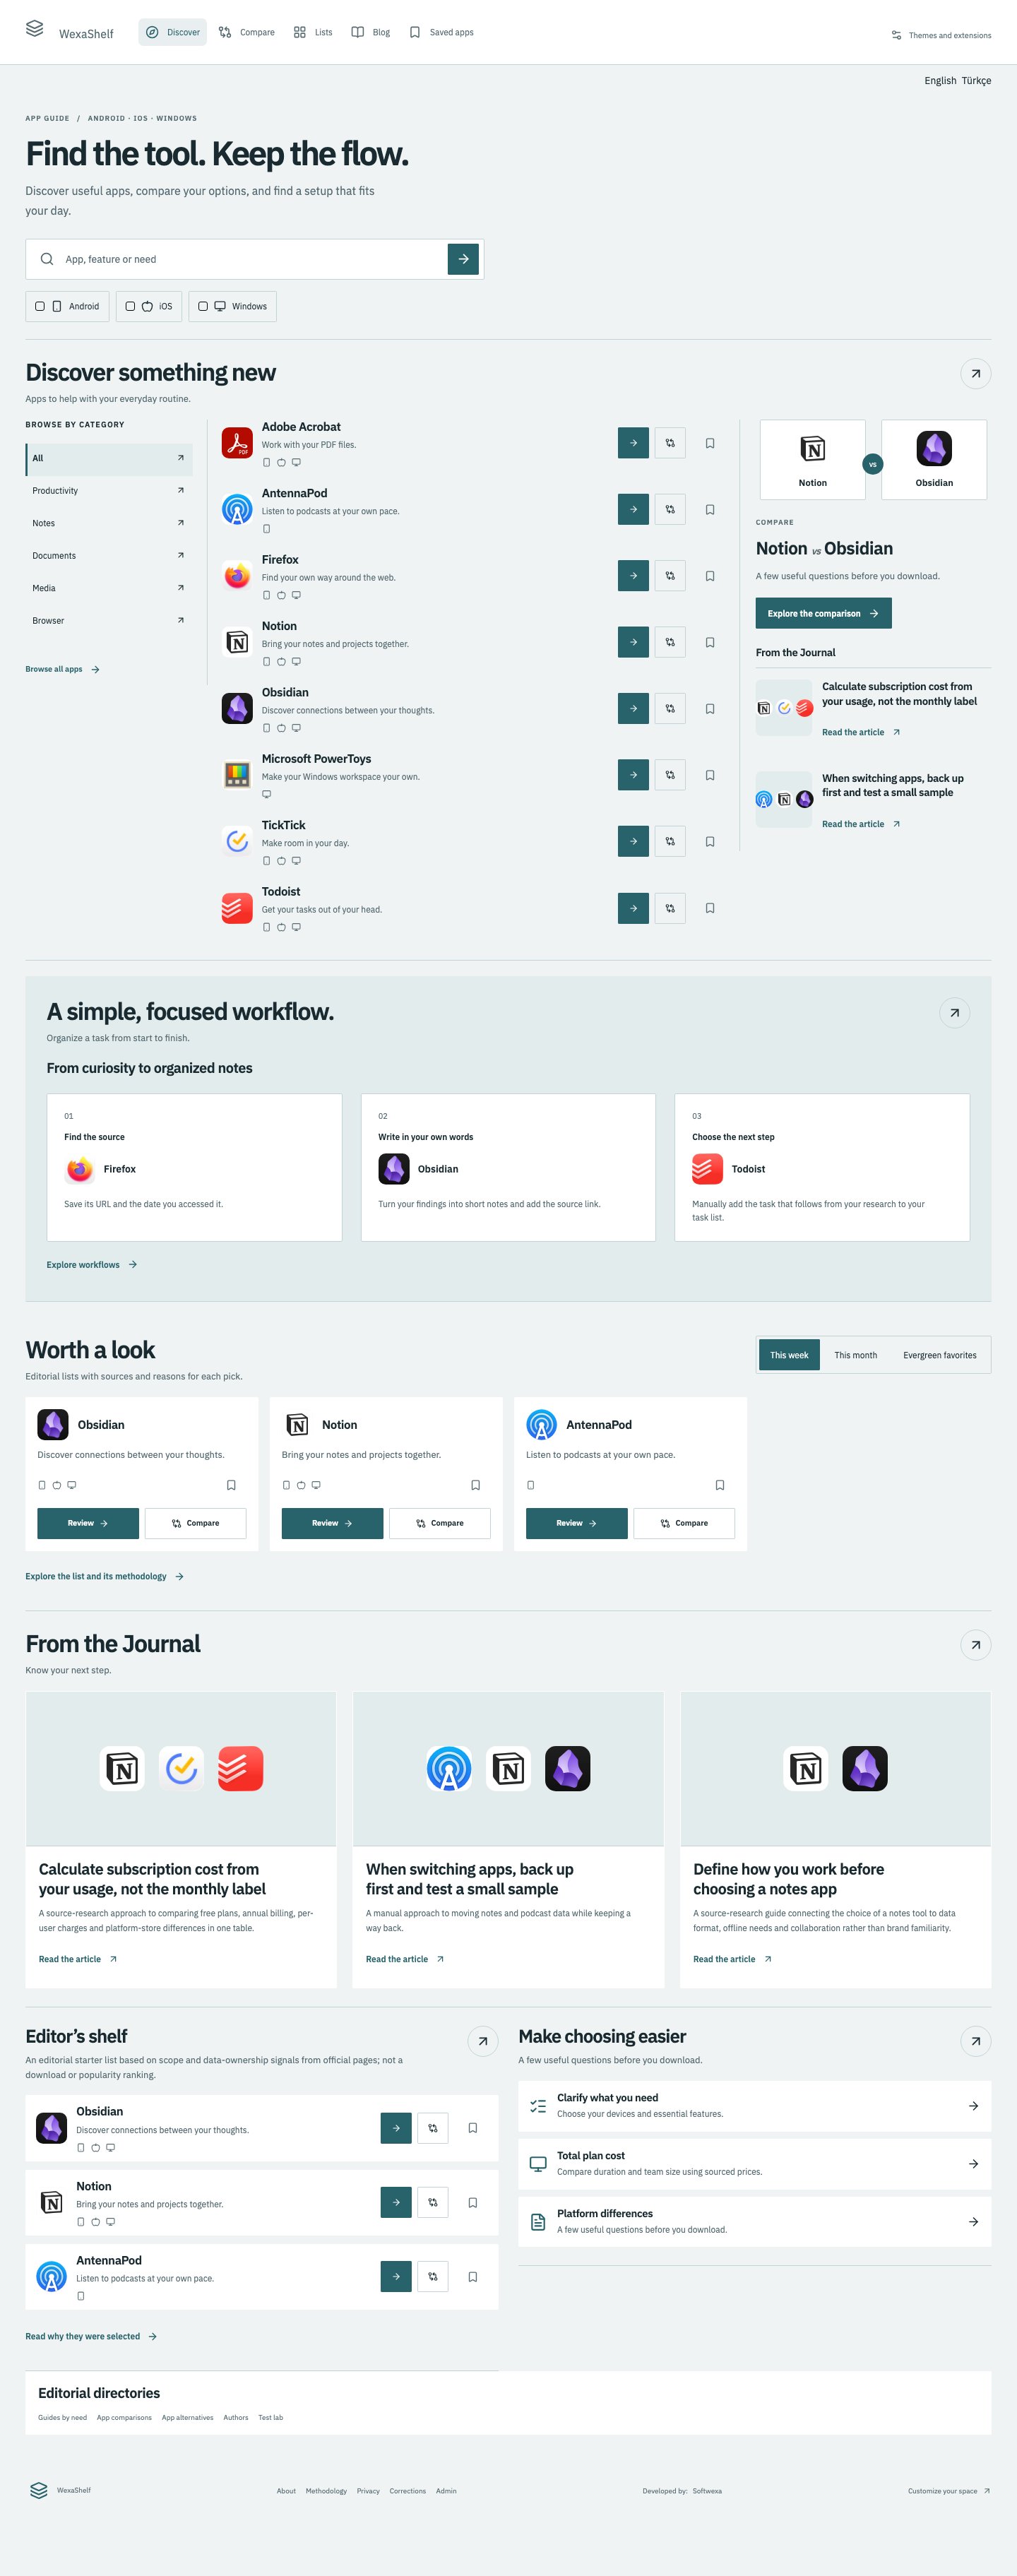 WexaShelf
Discover
Compare
Lists
Blog
Saved apps
Themes and extensions
English Türkçe
APP GUIDE / ANDROID · IOS · WINDOWS
Find the tool. Keep the flow.
Discover useful apps, compare your options, and find a setup that fits
your day.
App, feature or need
Android
iOS
Windows
Discover something new
Apps to help with your everyday routine.
BROWSE BY CATEGORY
All
Productivity
Notes
Documents
Media
Browser
Browse all apps
Adobe Acrobat
Work with your PDF files.
AntennaPod
Listen to podcasts at your own pace.
Firefox
Find your own way around the web.
Notion
Bring your notes and projects together.
Obsidian
Discover connections between your thoughts.
Microsoft PowerToys
Make your Windows workspace your own.
TickTick
Make room in your day.
Todoist
Get your tasks out of your head.
Notion
vs
Obsidian
COMPARE
Notion vs Obsidian
A few useful questions before you download.
Explore the comparison
From the Journal
Calculate subscription cost from
your usage, not the monthly label
Read the article
When switching apps, back up
first and test a small sample
Read the article
A simple, focused workflow.
Organize a task from start to finish.
From curiosity to organized notes
01
Find the source
Firefox
Save its URL and the date you accessed it.
02
Write in your own words
Obsidian
Turn your findings into short notes and add the source link.
03
Choose the next step
Todoist
Manually add the task that follows from your research to your
task list.
Explore workflows
Worth a look
Editorial lists with sources and reasons for each pick.
This week
This month
Evergreen favorites
Obsidian
Discover connections between your thoughts.
Review
Compare
Notion
Bring your notes and projects together.
Review
Compare
AntennaPod
Listen to podcasts at your own pace.
Review
Compare
Explore the list and its methodology
From the Journal
Know your next step.
Calculate subscription cost from
your usage, not the monthly label
A source-research approach to comparing free plans, annual billing, per-
user charges and platform-store differences in one table.
Read the article
When switching apps, back up
first and test a small sample
A manual approach to moving notes and podcast data while keeping a
way back.
Read the article
Define how you work before
choosing a notes app
A source-research guide connecting the choice of a notes tool to data
format, offline needs and collaboration rather than brand familiarity.
Read the article
Editor’s shelf
An editorial starter list based on scope and data-ownership signals from official pages; not a
download or popularity ranking.
Obsidian
Discover connections between your thoughts.
Notion
Bring your notes and projects together.
AntennaPod
Listen to podcasts at your own pace.
Read why they were selected
Make choosing easier
A few useful questions before you download.
Clarify what you need
Choose your devices and essential features.
Total plan cost
Compare duration and team size using sourced prices.
Platform differences
A few useful questions before you download.
Editorial directories
Guides by need
App comparisons
App alternatives
Authors
Test lab
WexaShelf
About
Methodology
Privacy
Corrections
Admin
Developed by: Softwexa
Customize your space